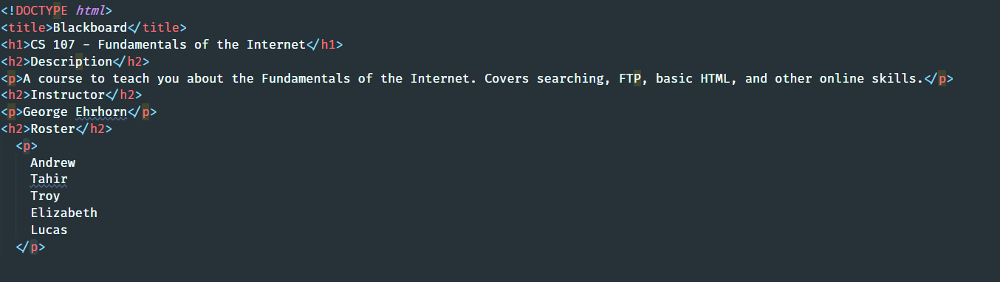 <!DOCTYPE html>
<title>Blackboard</title>
<h1>CS 107 - Fundamentals of the Internet</h1>
<h2>Description</h2>
<p>A course to teach you about the Fundamentals of the Internet. Covers searching, FTP, basic HTML, and other online skills.</p>
<h2>Instructor</h2>
<p>George Ehrhorn</p>
<h2>Roster</h2>
<p>
Andrew
Tahir
Troy
Elizabeth
Lucas
</p>